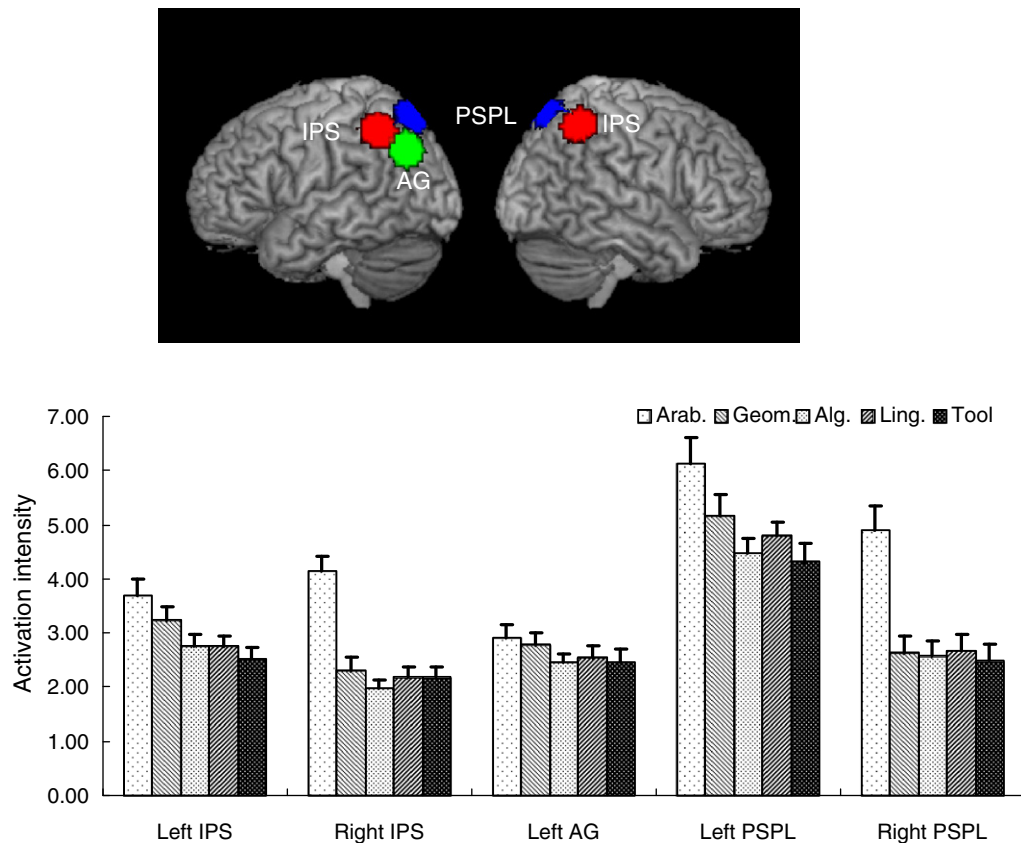 IPS PSPL IPS
AG
7.00 Arab. Geom. Alg. Ling. Tool
6.00
5.00
4.00
3.00
2.00
1.00
0.00
Activation intensity
Left IPS Right IPS Left AG Left PSPL Right PSPL